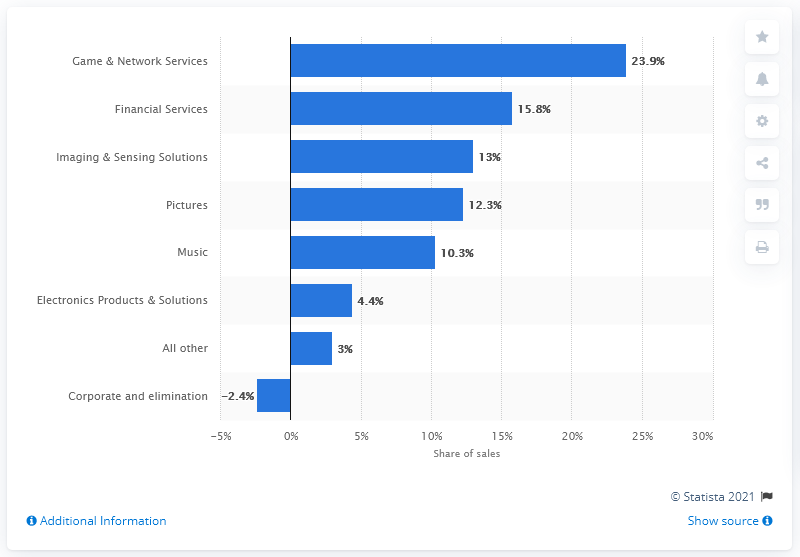 Game & Network Services 23.9%
Financial Services 15.8%
Imaging & Sensing Solutions 13%
Pictures 12.3%
Music 10.3%
Electronics Products & Solutions 4.4%
All other 3%
Corporate and elimination −2.4%
−5% 0% 5% 10% 15% 20% 25% 30%
Share of sales
© Statista 2021
Additional Information Show source